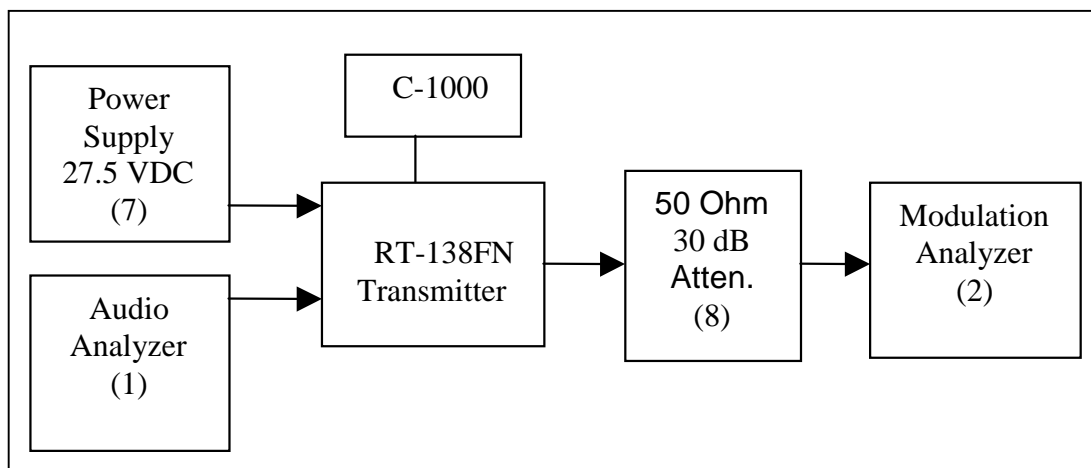 Power
Supply
27.5 VDC
(7)
C-1000
Audio
Analyzer
(1)
RT-138FN
Transmitter
50 Ohm
30 dB
Atten.
(8)
Modulation
Analyzer
(2)